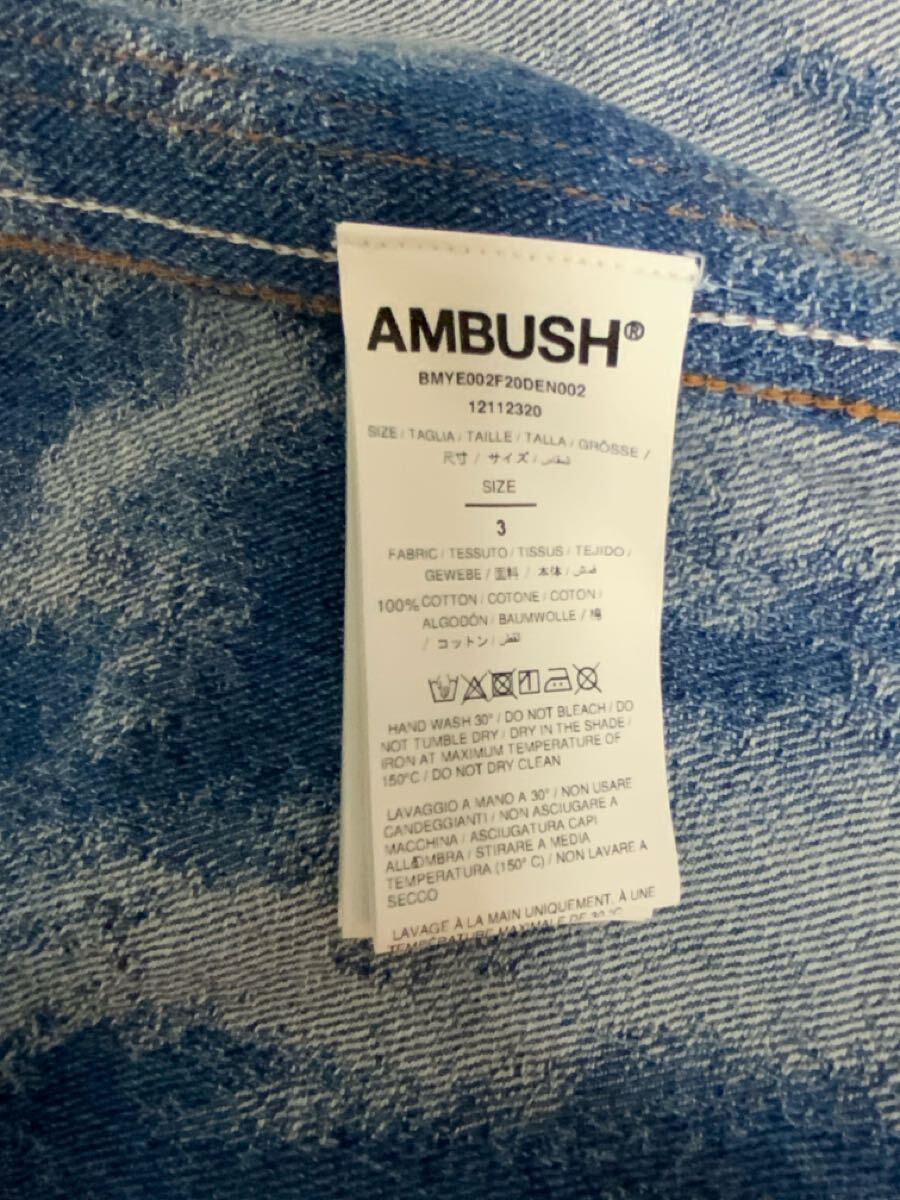 AMBUSH®
BMYE002F20DEN002
12112320
SIZE / TAGLIA / TAILLE / TALLA / GRÖSSE /
尺寸 / サイズ / مقاس
SIZE
3
FABRIC / TESSUTO / TISSUS / TEJIDO /
GEWEBE / 面料 / 本体 / قماش
100% COTTON / COTONE / COTON /
ALGODÓN / BAUMWOLLE / 棉
/ コットン / قطن
HAND WASH 30° / DO NOT BLEACH / DO
NOT TUMBLE DRY / DRY IN THE SHADE /
IRON AT MAXIMUM TEMPERATURE OF
150°C / DO NOT DRY CLEAN
LAVAGGIO A MANO A 30° / NON USARE
CANDEGGIANTI / NON ASCIUGARE A
MACCHINA / ASCIUGATURA CAPI
ALL'OMBRA / STIRARE A MEDIA
TEMPERATURA (150° C) / NON LAVARE A
SECCO
LAVAGE À LA MAIN UNIQUEMENT, À UNE
TEMPÉRATURE MAXIMALE DE 30 °C